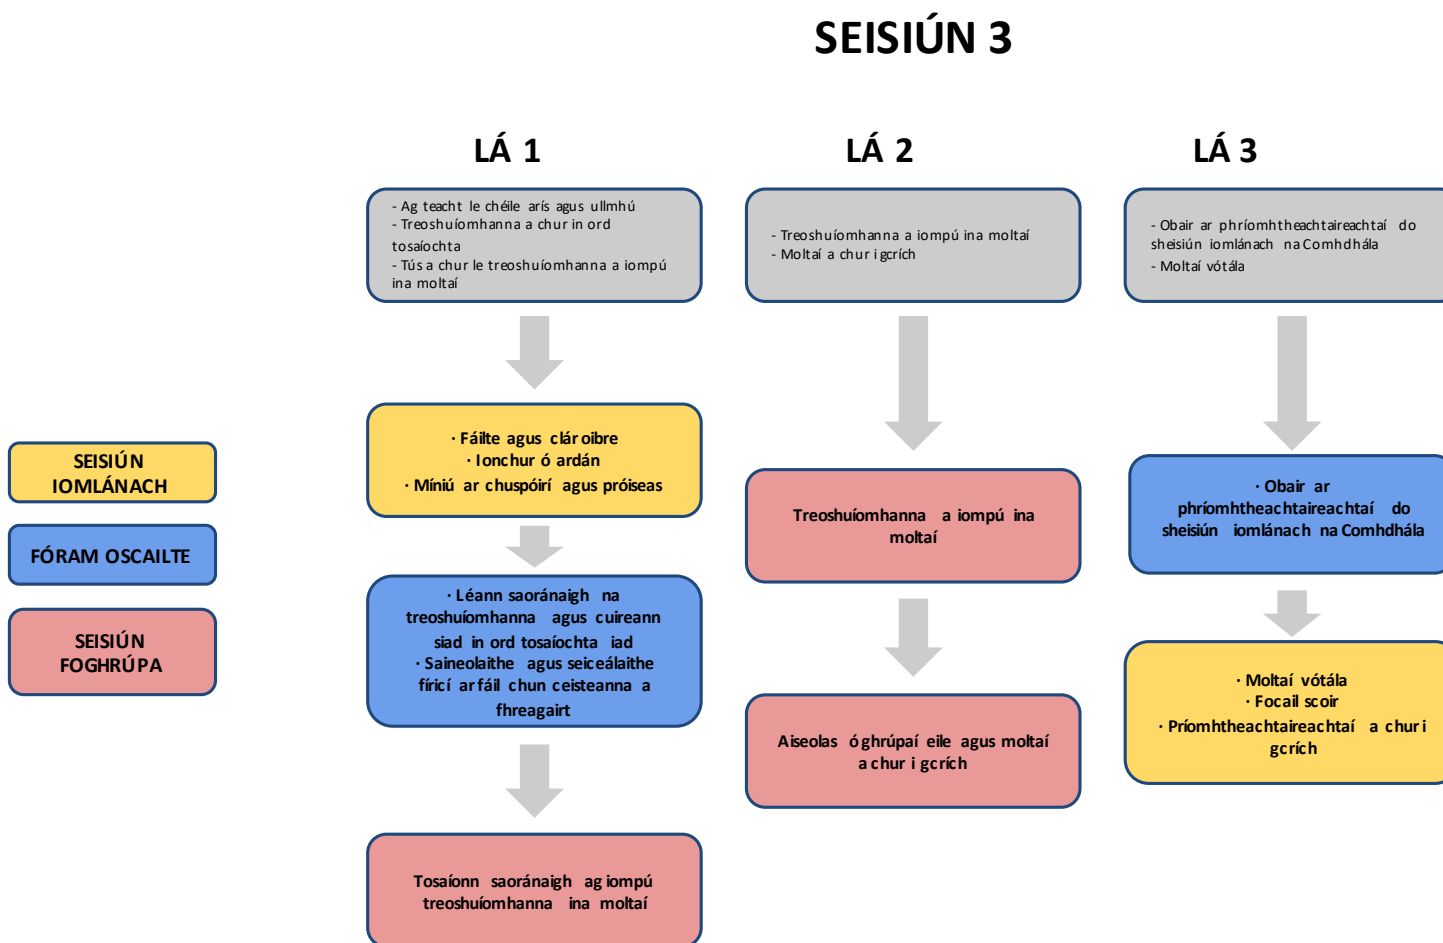 SEISIÚN 3
LÁ 1
- Ag teacht le chéile arís agus ullmhú
- Treoshuíomhanna a chur in ord
tosaíochta
- Tús a chur le treoshuíomhanna a iompú
ina moltaí
· Fáilte agus clár oibre
· Ionchur ó ardán
· Míniú ar chuspóirí agus próiseas
· Léann saoránaigh na
treoshuíomhanna agus cuireann
siad in ord tosaíochta iad
· Saineolaithe agus seiceálaithe
fíricí ar fáil chun ceisteanna a
fhreagairt
Tosaíonn saoránaigh ag iompú
treoshuíomhanna ina moltaí
LÁ 2
- Treoshuíomhanna a iompú ina moltaí
- Moltaí a chur i gcrích
Treoshuíomhanna a iompú ina
moltaí
Aiseolas ó ghrúpaí eile agus moltaí
a chur i gcrích
LÁ 3
- Obair ar phríomhtheachtaireachtaí do
sheisiún iomlánach na Comhdhála
- Moltaí vótála
· Obair ar
phríomhtheachtaireachtaí do
sheisiún iomlánach na Comhdhála
· Moltaí vótála
· Focail scoir
· Príomhtheachtaireachtaí a chur i
gcrích
SEISIÚN
IOMLÁNACH
FÓRAM OSCAILTE
SEISIÚN
FOGHRÚPA